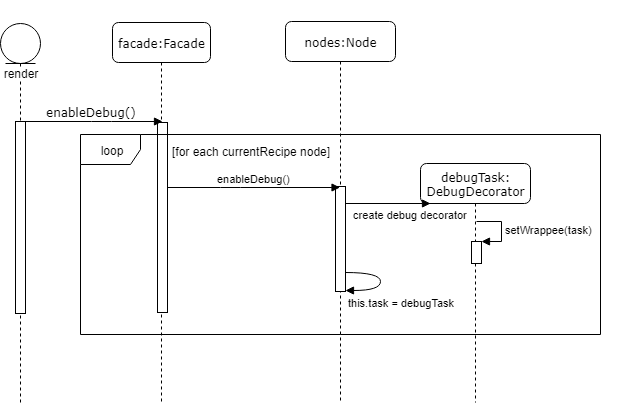 facade:Facade
nodes:Node
render
enableDebug()
loop
[for each currentRecipe node]
enableDebug()
debugTask:
DebugDecorator
create debug decorator
setWrappee(task)
this.task = debugTask